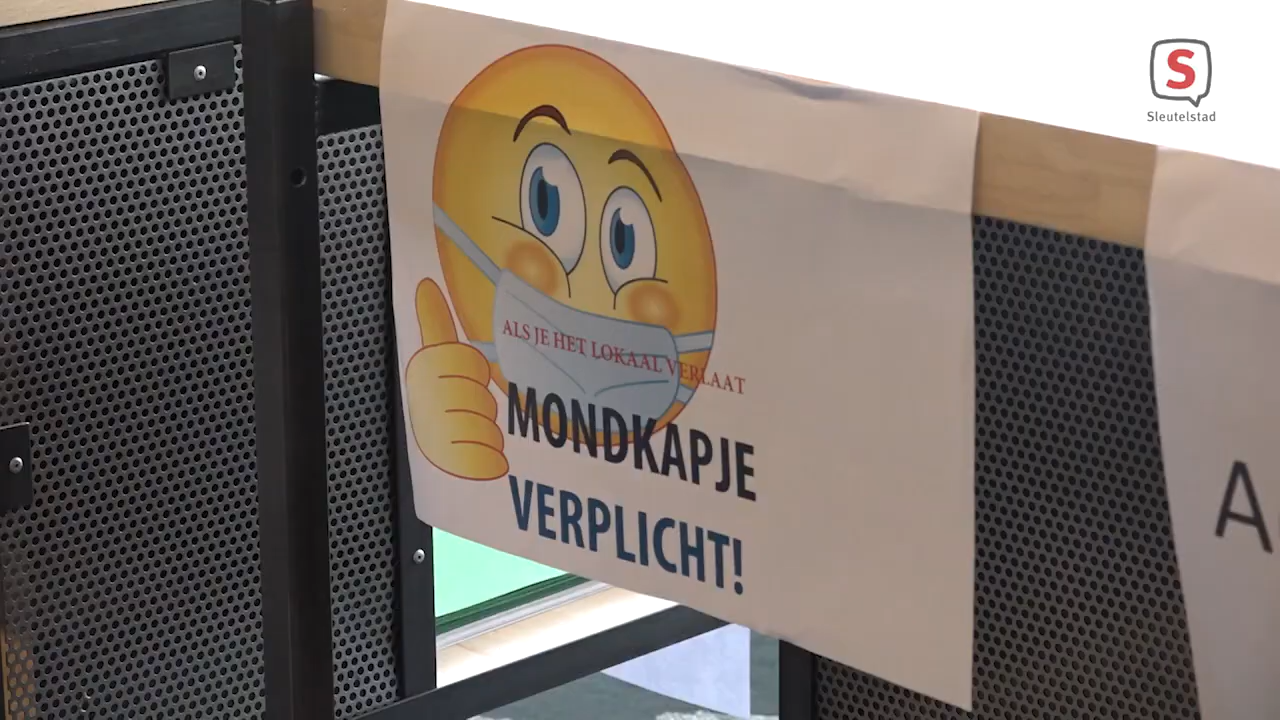 S
Sleutelstad
ALS JE HET LOKAAL VERLAAT
MONDKAPJE
VERPLICHT!
A